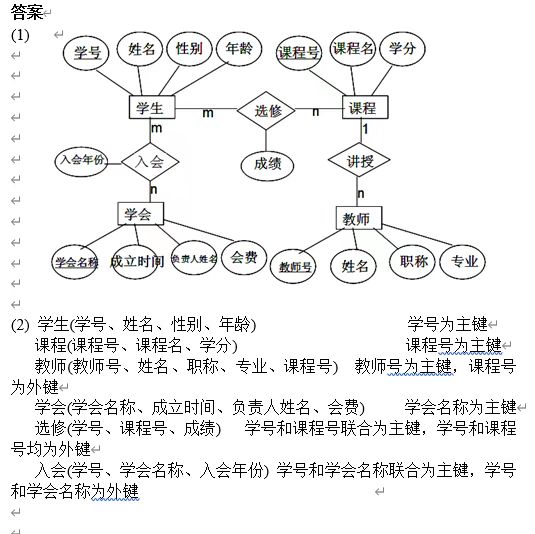 答案
(1)
学号 姓名 性别 年龄 课程号 课程名 学分
学生 m 选修 n 课程
m 1
入会年份 入会 成绩 讲授
n n
学会 教师
学会名称 成立时间 负责人姓名 会费 教师号 姓名 职称 专业
(2) 学生(学号、姓名、性别、年龄) 学号为主键
课程(课程号、课程名、学分) 课程号为主键
教师(教师号、姓名、职称、专业、课程号) 教师号为主键，课程号
为外键
学会(学会名称、成立时间、负责人姓名、会费) 学会名称为主键
选修(学号、课程号、成绩) 学号和课程号联合为主键，学号和课程
号均为外键
入会(学号、学会名称、入会年份) 学号和学会名称联合为主键，学号
和学会名称为外键